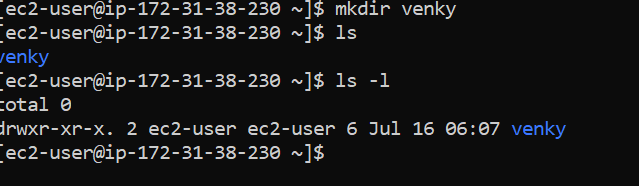 [ec2-user@ip-172-31-38-230 ~]$ mkdir venky
[ec2-user@ip-172-31-38-230 ~]$ ls
venky
[ec2-user@ip-172-31-38-230 ~]$ ls -l
total 0
drwxr-xr-x. 2 ec2-user ec2-user 6 Jul 16 06:07 venky
[ec2-user@ip-172-31-38-230 ~]$